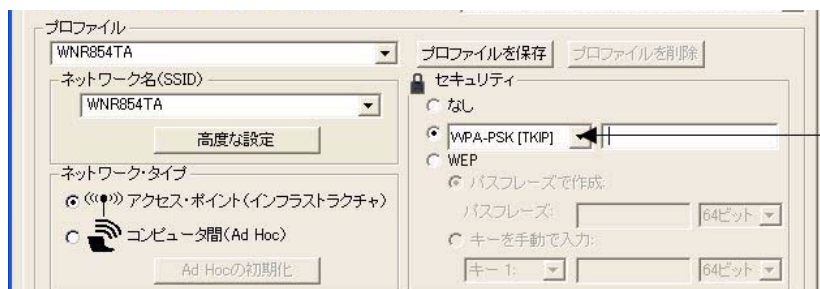 プロファイル
WNR854TA
プロファイルを保存 プロファイルを削除
ネットワーク名(SSID)
WNR854TA
高度な設定
セキュリティ
なし
WPA-PSK [TKIP]
WEP
パスフレーズで作成:
パスフレーズ: 64ビット
キーを手動で入力:
キー 1: 64ビット
ネットワーク・タイプ
アクセス・ポイント(インフラストラクチャ)
コンピュータ間(Ad Hoc)
Ad Hocの初期化